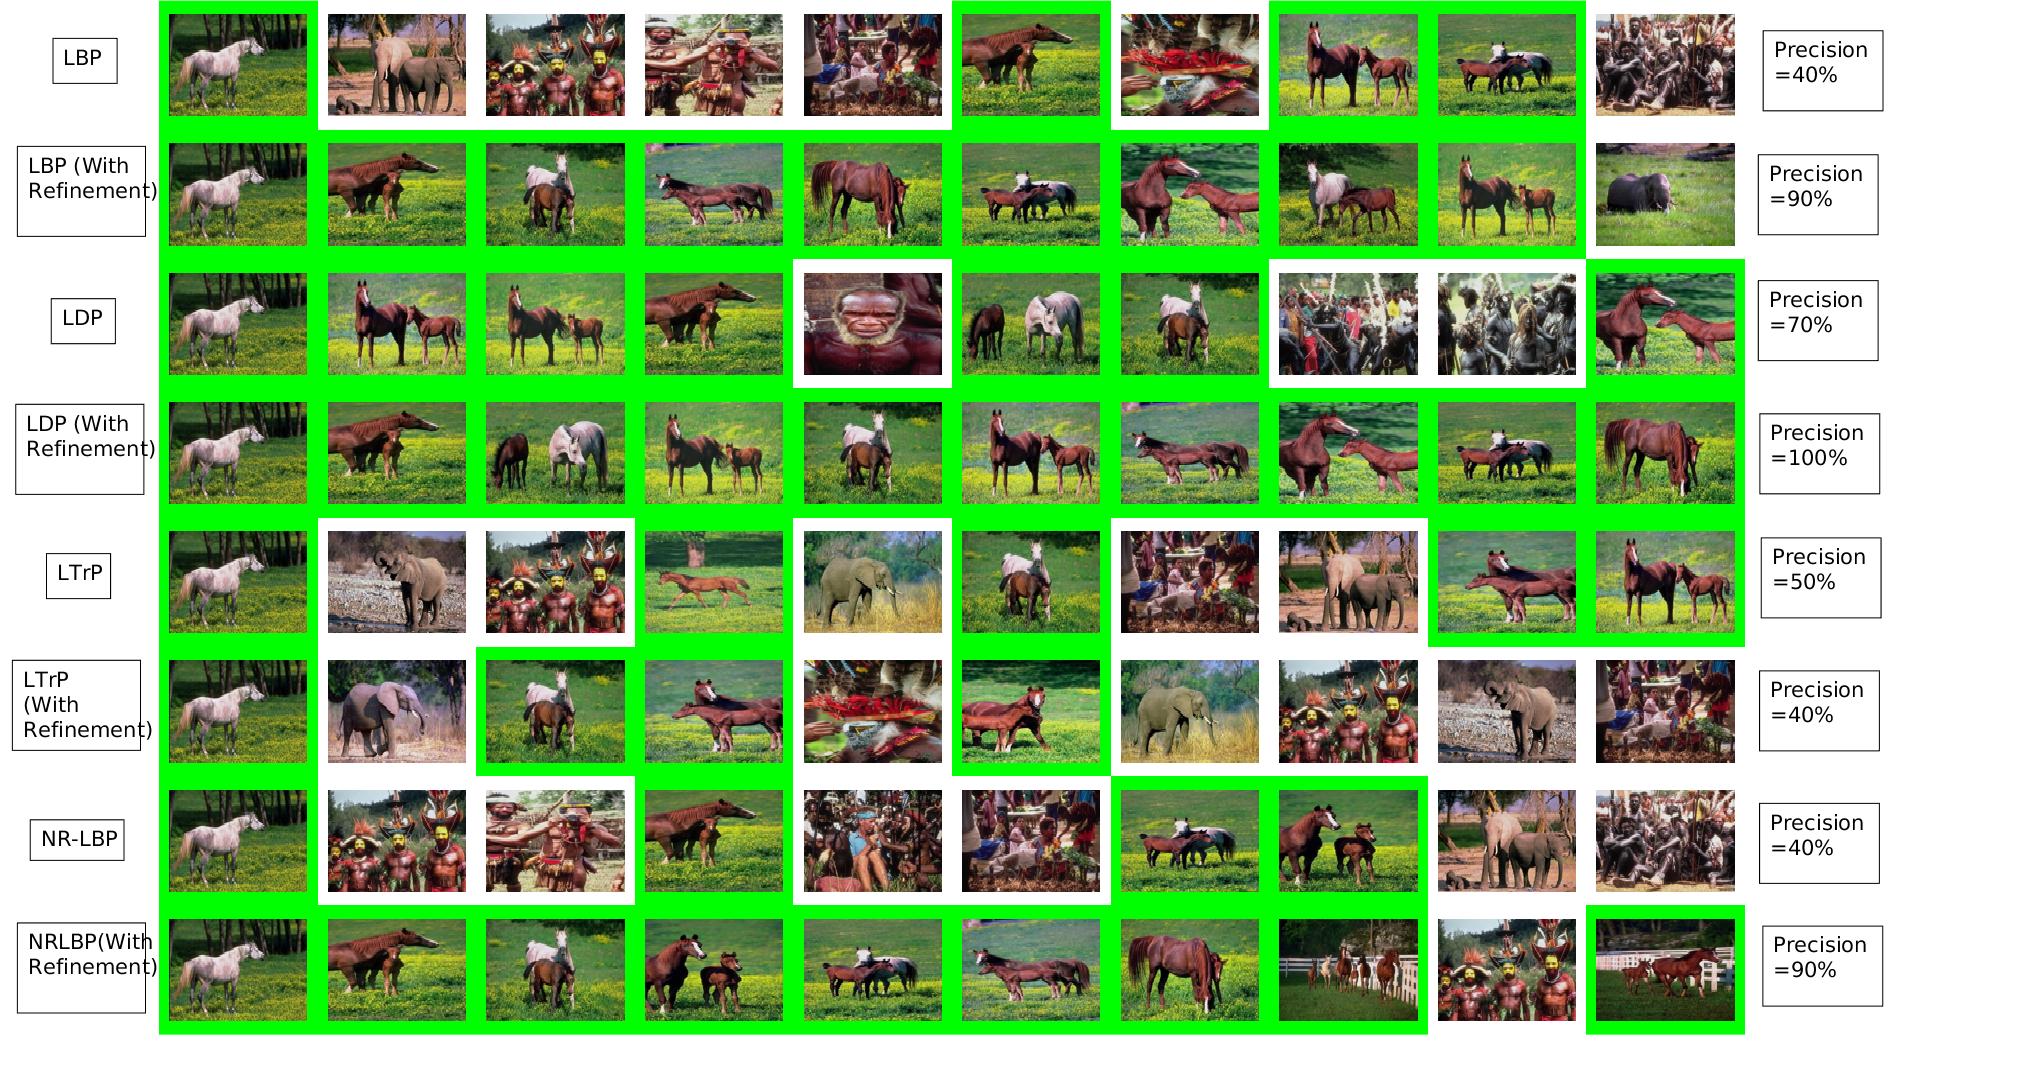 LBP
Precision
=40%
LBP (With
Refinement)
Precision
=90%
LDP
Precision
=70%
LDP (With
Refinement)
Precision
=100%
LTrP
Precision
=50%
LTrP
(With
Refinement)
Precision
=40%
NR-LBP
Precision
=40%
NRLBP(With
Refinement)
Precision
=90%